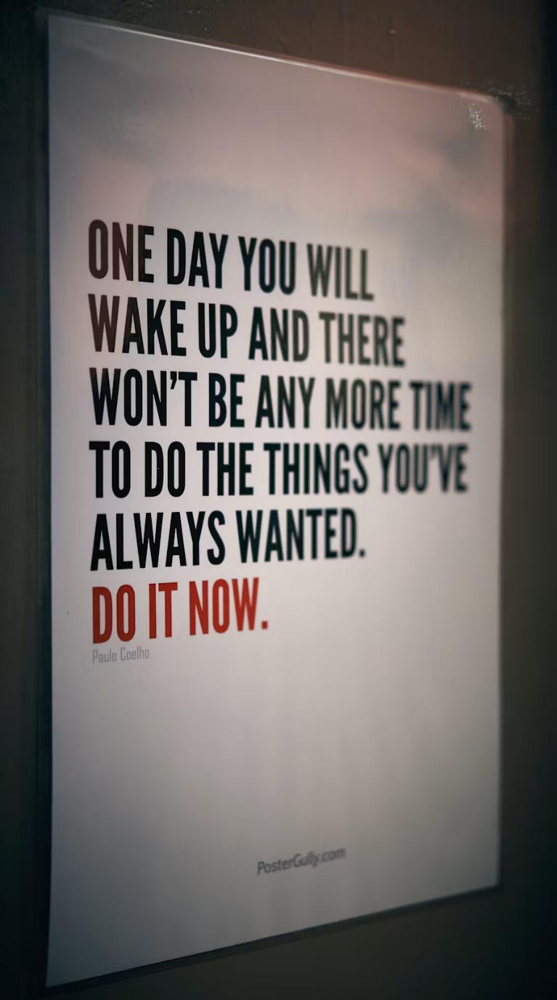 ONE DAY YOU WILL
WAKE UP AND THERE
WON'T BE ANY MORE TIME
TO DO THE THINGS YOU'VE
ALWAYS WANTED.
DO IT NOW.
Paulo Coelho
PosterGully.com